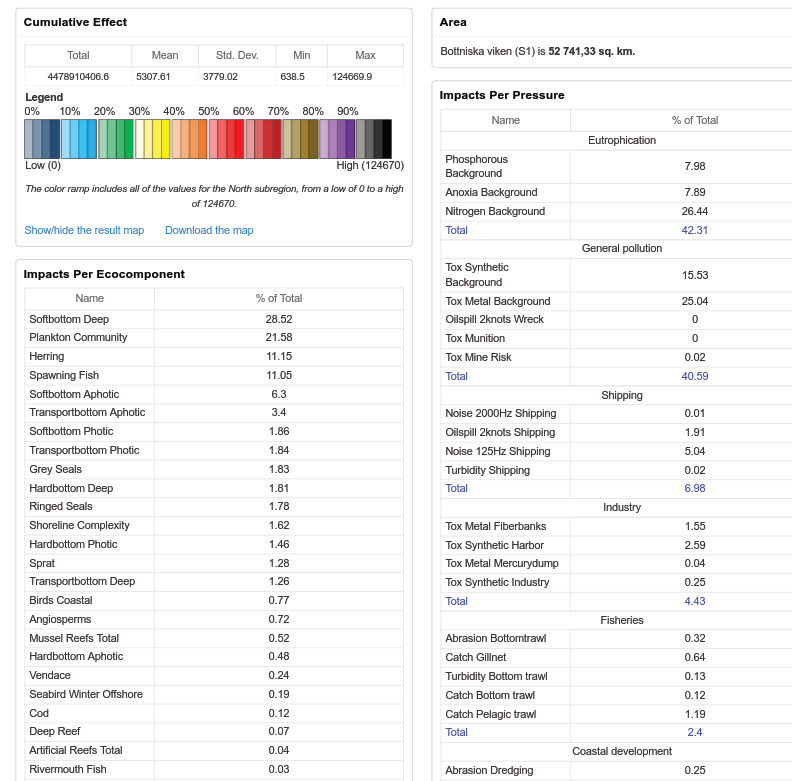 Cumulative Effect
Total Mean Std. Dev. Min Max
4478910406.6 5307.61 3779.02 638.5 124669.9
Legend
0% 10% 20% 30% 40% 50% 60% 70% 80% 90%
Low (0) High (124670)
The color ramp includes all of the values for the North subregion, from a low of 0 to a high
of 124670.
Show/hide the result map Download the map
Impacts Per Ecocomponent
Name % of Total
Softbottom Deep 28.52
Plankton Community 21.58
Herring 11.15
Spawning Fish 11.05
Softbottom Aphotic 6.3
Transportbottom Aphotic 3.4
Softbottom Photic 1.86
Transportbottom Photic 1.84
Grey Seals 1.83
Hardbottom Deep 1.81
Ringed Seals 1.78
Shoreline Complexity 1.62
Hardbottom Photic 1.46
Sprat 1.28
Transportbottom Deep 1.26
Birds Coastal 0.77
Angiosperms 0.72
Mussel Reefs Total 0.52
Hardbottom Aphotic 0.48
Vendace 0.24
Seabird Winter Offshore 0.19
Cod 0.12
Deep Reef 0.07
Artificial Reefs Total 0.04
Rivermouth Fish 0.03
Area
Bottniska viken (S1) is 52 741,33 sq. km.
Impacts Per Pressure
Name % of Total
Eutrophication
Phosphorous
Background 7.98
Anoxia Background 7.89
Nitrogen Background 26.44
Total 42.31
General pollution
Tox Synthetic
Background 15.53
Tox Metal Background 25.04
Oilspill 2knots Wreck 0
Tox Munition 0
Tox Mine Risk 0.02
Total 40.59
Shipping
Noise 2000Hz Shipping 0.01
Oilspill 2knots Shipping 1.91
Noise 125Hz Shipping 5.04
Turbidity Shipping 0.02
Total 6.98
Industry
Tox Metal Fiberbanks 1.55
Tox Synthetic Harbor 2.59
Tox Metal Mercurydump 0.04
Tox Synthetic Industry 0.25
Total 4.43
Fisheries
Abrasion Bottomtrawl 0.32
Catch Gillnet 0.64
Turbidity Bottom trawl 0.13
Catch Bottom trawl 0.12
Catch Pelagic trawl 1.19
Total 2.4
Coastal development
Abrasion Dredging 0.25